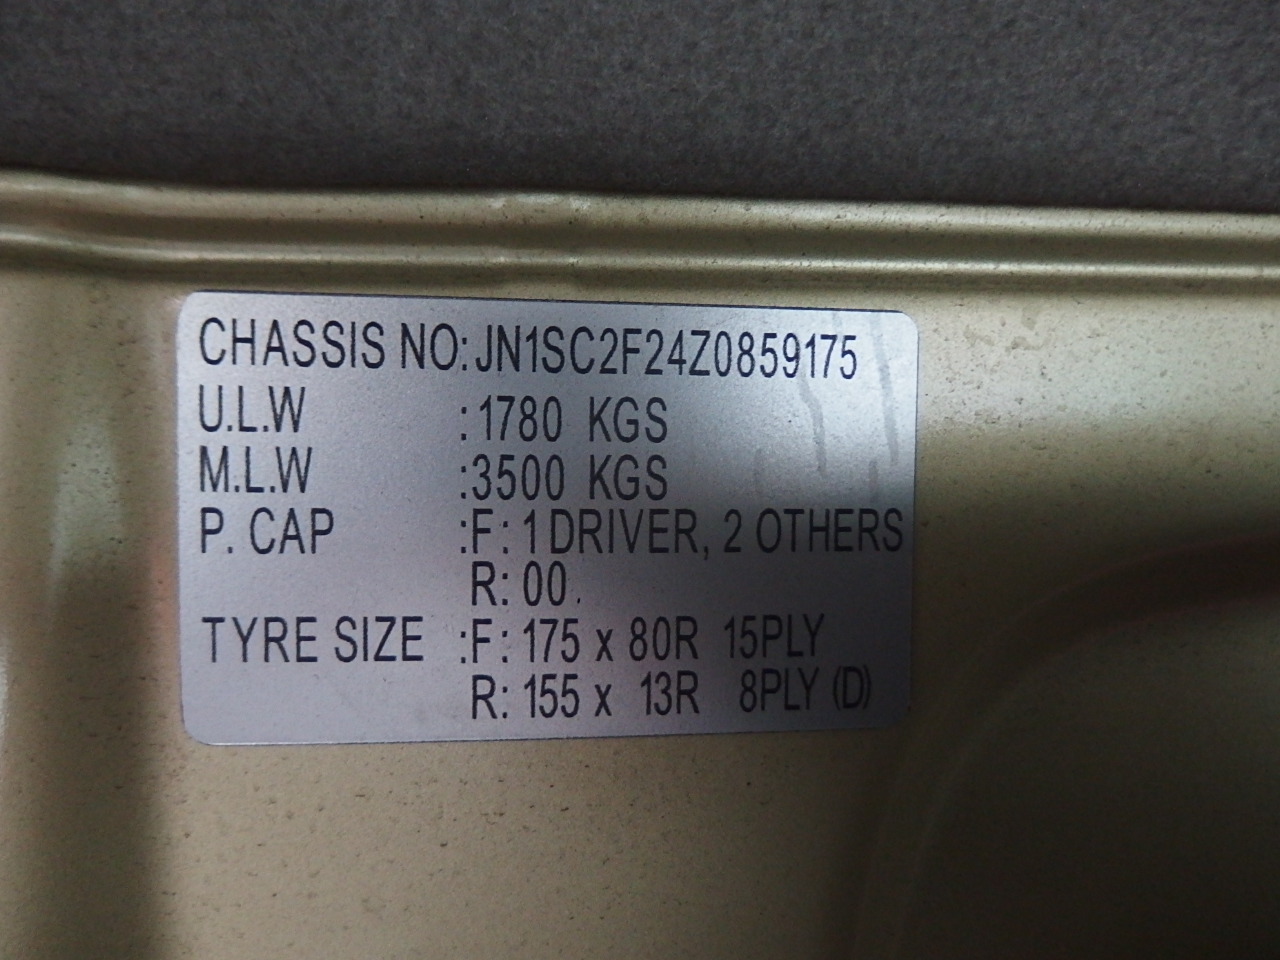 CHASSIS NO: JN1SC2F24Z0859175
U.L.W : 1780 KGS
M.L.W : 3500 KGS
P. CAP : F : 1 DRIVER, 2 OTHERS
R: 00.
TYRE SIZE : F : 175 x 80R 15PLY
R: 155 x 13R 8PLY (D)